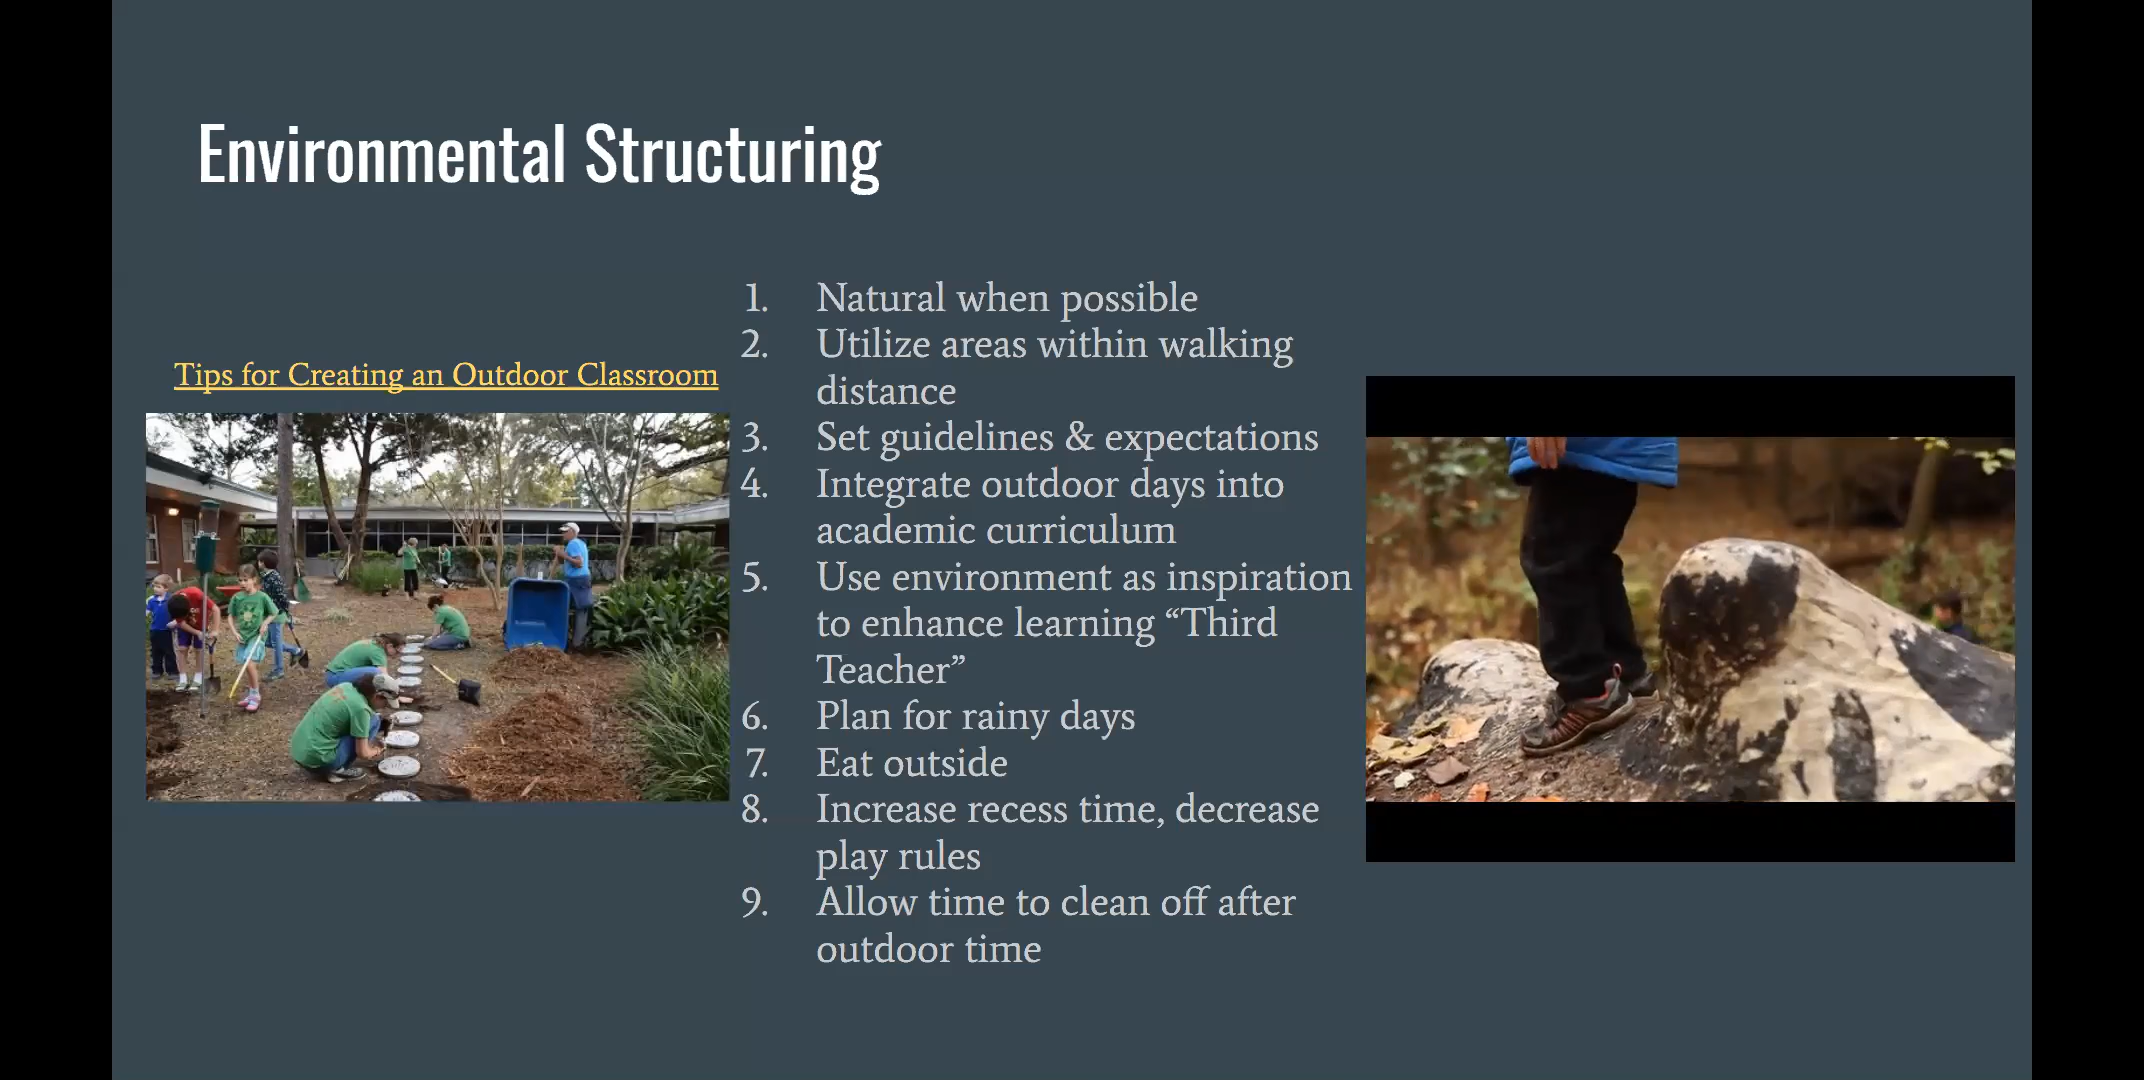 Environmental Structuring
Tips for Creating an Outdoor Classroom
1. Natural when possible
2. Utilize areas within walking
distance
3. Set guidelines & expectations
4. Integrate outdoor days into
academic curriculum
5. Use environment as inspiration
to enhance learning “Third
Teacher”
6. Plan for rainy days
7. Eat outside
8. Increase recess time, decrease
play rules
9. Allow time to clean off after
outdoor time